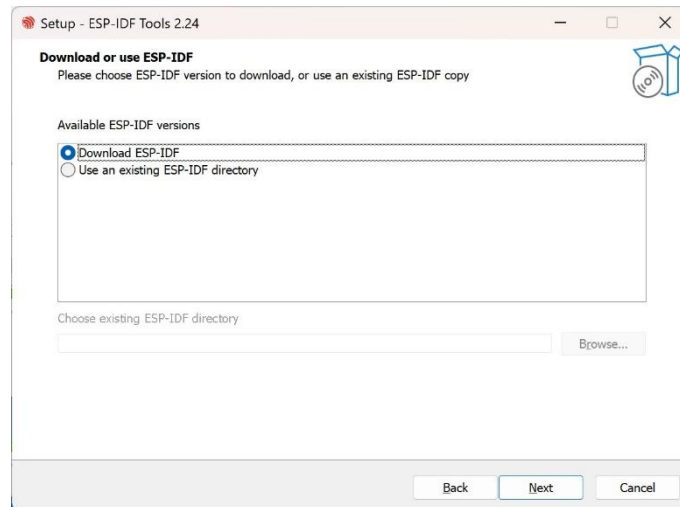 Setup - ESP-IDF Tools 2.24
Download or use ESP-IDF
Please choose ESP-IDF version to download, or use an existing ESP-IDF copy
Available ESP-IDF versions
Download ESP-IDF
Use an existing ESP-IDF directory
Choose existing ESP-IDF directory
Browse...
Back Next Cancel